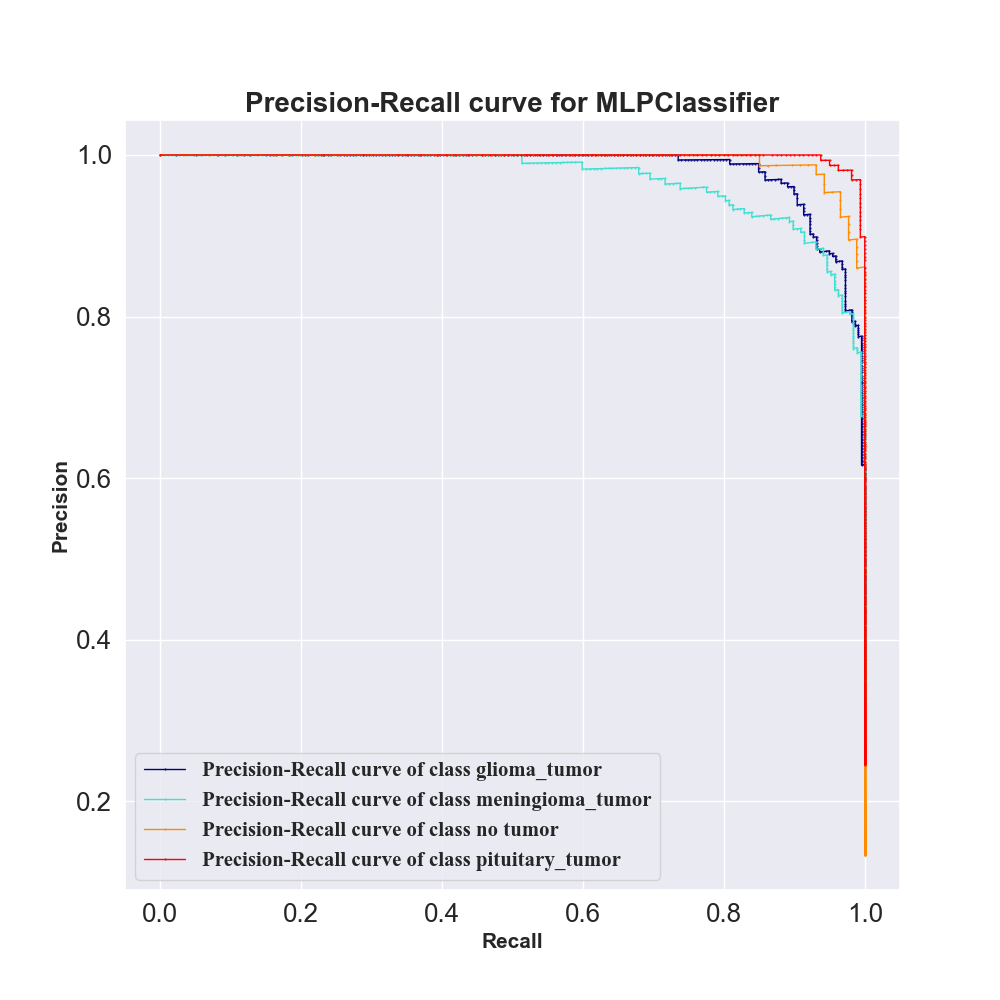 Precision-Recall curve for MLPClassifier
1.0
0.8
0.6
0.4
0.2
Precision
Precision-Recall curve of class glioma_tumor
Precision-Recall curve of class meningioma_tumor
Precision-Recall curve of class no tumor
Precision-Recall curve of class pituitary_tumor
0.0 0.2 0.4 0.6 0.8 1.0
Recall